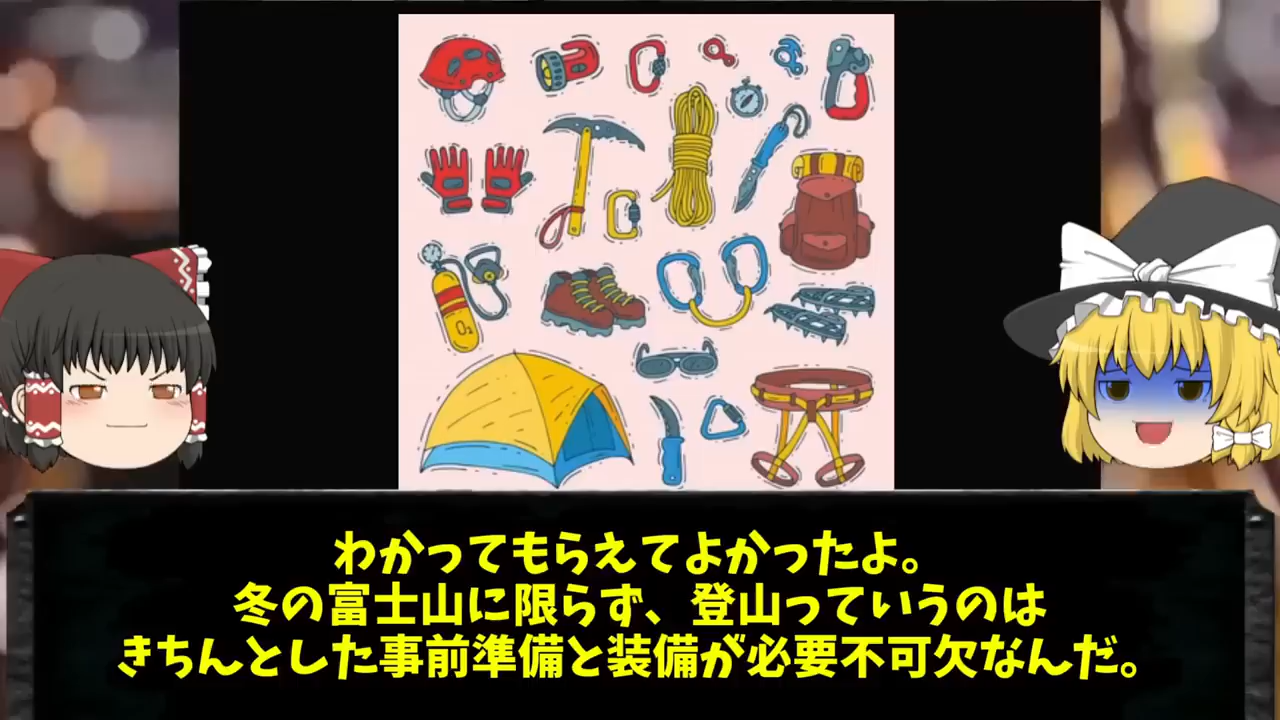 O₂
わかってもらえてよかったよ。
冬の富士山に限らず、登山っていうのは
きちんとした事前準備と装備が必要不可欠なんだ。